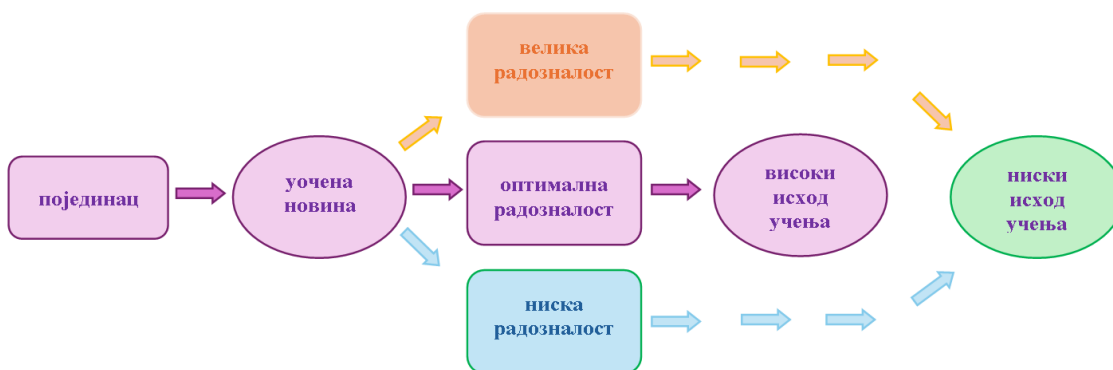 појединац
уочена
новина
велика
радозналост
оптимална
радозналост
ниска
радозналост
високи
исход
учења
ниски
исход
учења